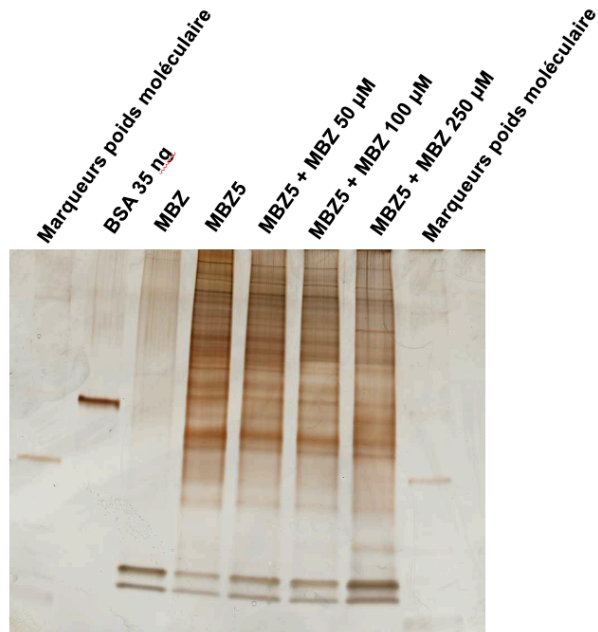 Marqueurs poids moléculaire
BSA 35 ng
MBZ
MBZ5
MBZ5 + MBZ 50 µM
MBZ5 + MBZ 100 µM
MBZ5 + MBZ 250 µM
Marqueurs poids moléculaire